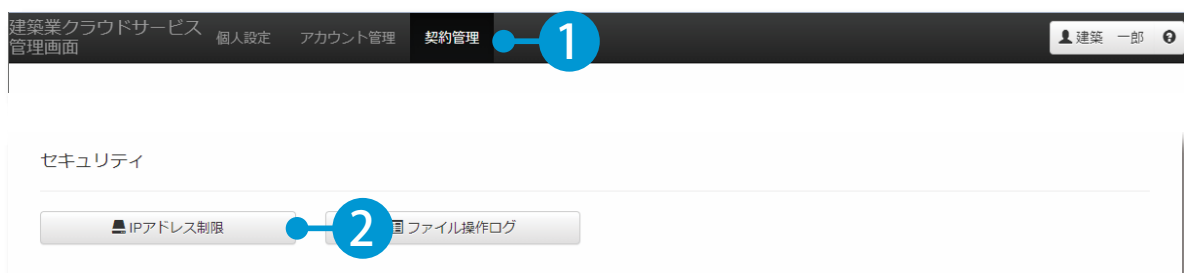 建築業クラウドサービス
管理画面
個人設定 アカウント管理 契約管理 1 建築 一郎
セキュリティ
IPアドレス制限 2 ファイル操作ログ